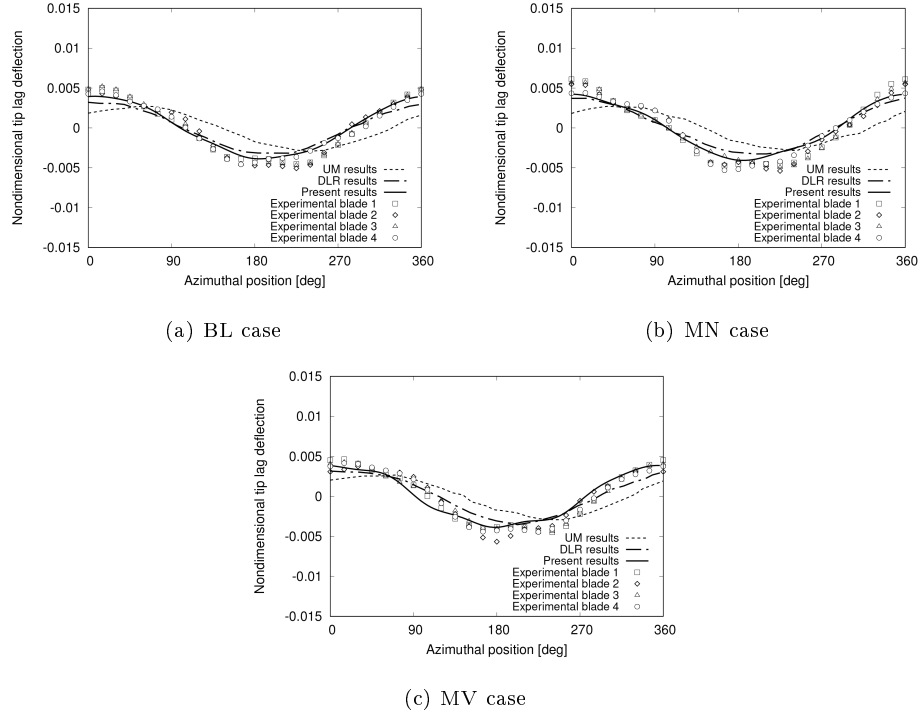 0.015
0.01
0.005
0
-0.005
-0.01
-0.015
Nondimensional tip lag deflection
UM results
DLR results
Present results
Experimental blade 1
Experimental blade 2
Experimental blade 3
Experimental blade 4
0 90 180 270 360
Azimuthal position [deg]
(a) BL case
0.015
0.01
0.005
0
-0.005
-0.01
-0.015
Nondimensional tip lag deflection
UM results
DLR results
Present results
Experimental blade 1
Experimental blade 2
Experimental blade 3
Experimental blade 4
0 90 180 270 360
Azimuthal position [deg]
(b) MN case
0.015
0.01
0.005
0
-0.005
-0.01
-0.015
Nondimensional tip lag deflection
UM results
DLR results
Present results
Experimental blade 1
Experimental blade 2
Experimental blade 3
Experimental blade 4
0 90 180 270 360
Azimuthal position [deg]
(c) MV case